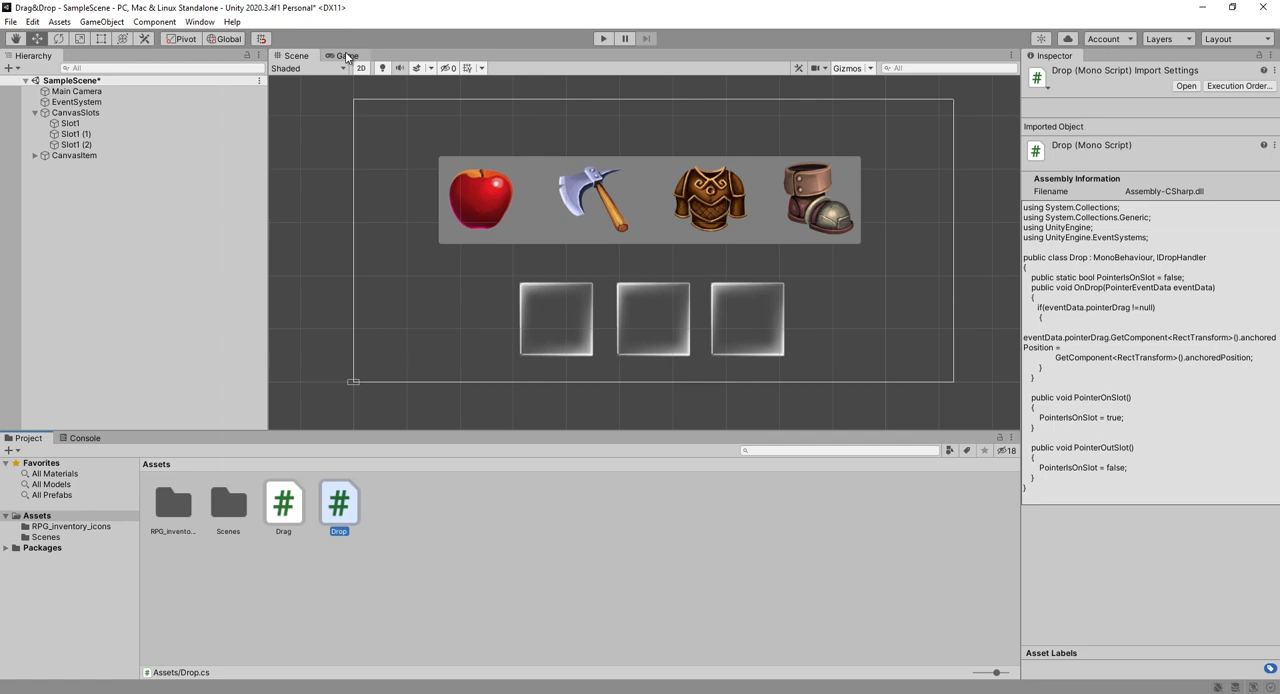 Drag&Drop - SampleScene - PC, Mac & Linux Standalone - Unity 2020.3.4f1 Personal* <DX11>
File Edit Assets GameObject Component Window Help
Pivot Global Account Layers Layout
Hierarchy Scene Game Inspector
All Shaded 2D 0 Gizmos All
Drop (Mono Script) Import Settings
Open Execution Order...
SampleScene*
Main Camera
EventSystem
CanvasSlots
Slot1
Slot1 (1)
Slot1 (2)
CanvasItem
Imported Object
Drop (Mono Script)
Assembly Information
Filename Assembly-CSharp.dll
using System.Collections;
using System.Collections.Generic;
using UnityEngine;
using UnityEngine.EventSystems;
public class Drop : MonoBehaviour, IDropHandler
{
public static bool PointerIsOnSlot = false;
public void OnDrop(PointerEventData eventData)
{
if(eventData.pointerDrag !=null)
{
eventData.pointerDrag.GetComponent<RectTransform>().anchored
Position =
GetComponent<RectTransform>().anchoredPosition;
}
}
public void PointerOnSlot()
{
PointerIsOnSlot = true;
}
public void PointerOutSlot()
{
PointerIsOnSlot = false;
}
}
Project Console
18
Favorites
All Materials
All Models
All Prefabs
Assets
RPG_inventory_icons
Scenes
Packages
Assets
RPG_invento... Scenes Drag Drop
Assets/Drop.cs
Asset Labels